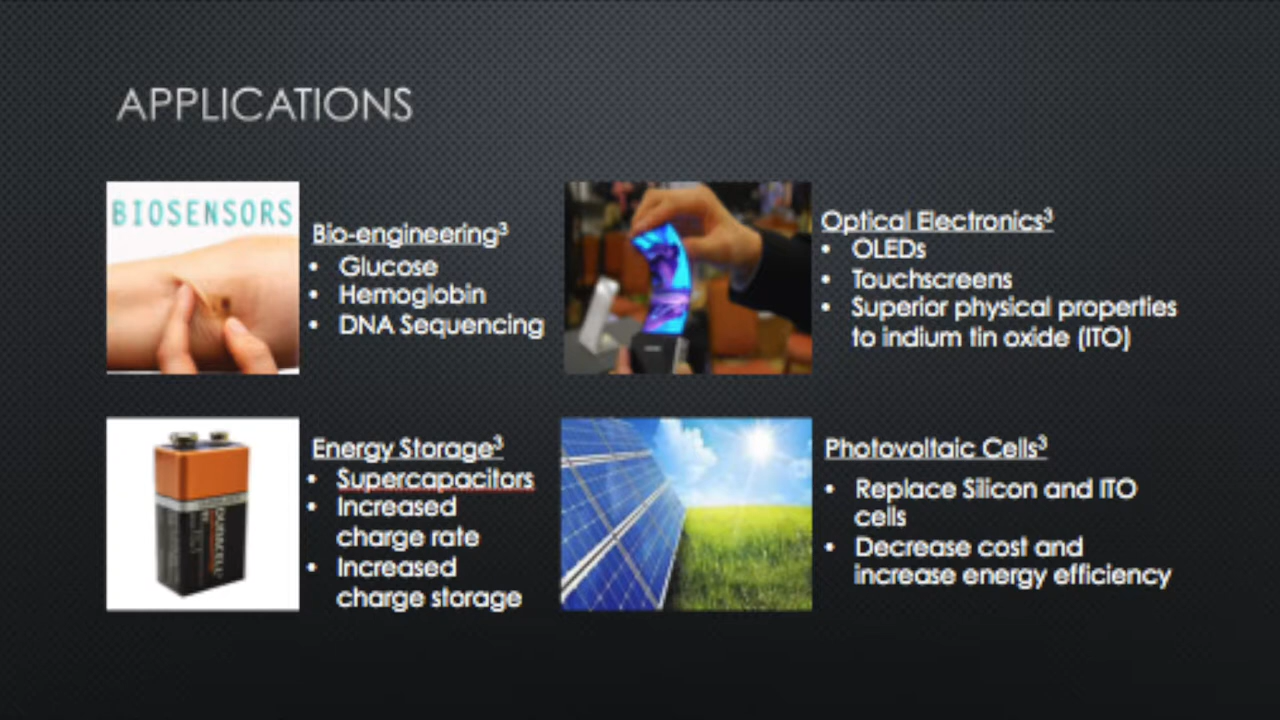 APPLICATIONS
BIOSENSORS
Bio-engineering³
• Glucose
• Hemoglobin
• DNA Sequencing
Optical Electronics³
• OLEDs
• Touchscreens
• Superior physical properties
to indium tin oxide (ITO)
Energy Storage³
• Supercapacitors
• Increased
charge rate
• Increased
charge storage
DURACELL
Photovoltaic Cells³
• Replace Silicon and ITO
cells
• Decrease cost and
increase energy efficiency